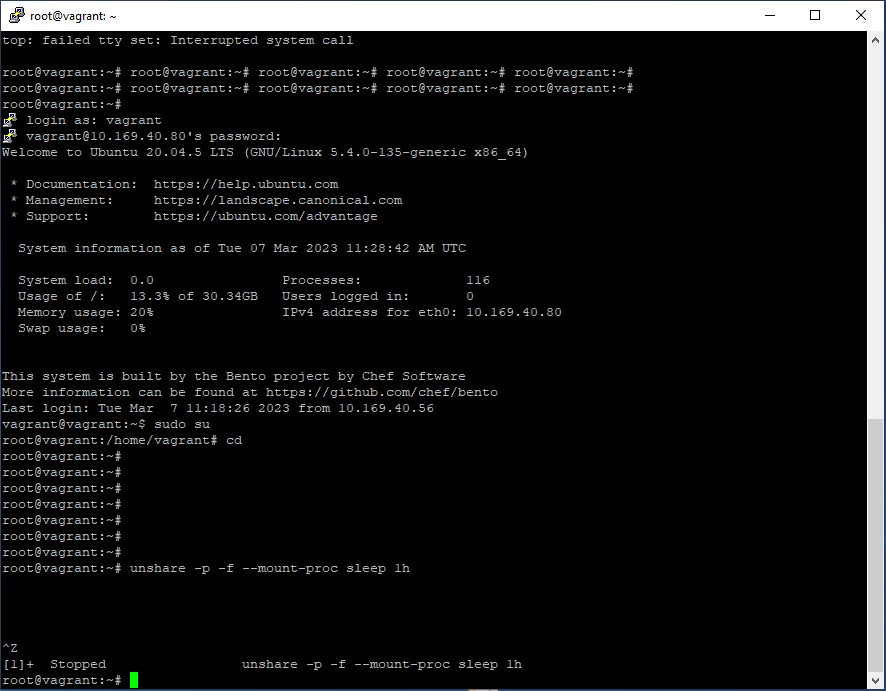 root@vagrant: ~
top: failed tty set: Interrupted system call
root@vagrant:~# root@vagrant:~# root@vagrant:~# root@vagrant:~# root@vagrant:~#
root@vagrant:~# root@vagrant:~# root@vagrant:~# root@vagrant:~# root@vagrant:~#
root@vagrant:~#
login as: vagrant
vagrant@10.169.40.80's password:
Welcome to Ubuntu 20.04.5 LTS (GNU/Linux 5.4.0-135-generic x86_64)
* Documentation:  https://help.ubuntu.com
* Management:     https://landscape.canonical.com
* Support:        https://ubuntu.com/advantage
System information as of Tue 07 Mar 2023 11:28:42 AM UTC
System load:  0.0                Processes:             116
Usage of /:   13.3% of 30.34GB   Users logged in:       0
Memory usage: 20%                IPv4 address for eth0: 10.169.40.80
Swap usage:   0%
This system is built by the Bento project by Chef Software
More information can be found at https://github.com/chef/bento
Last login: Tue Mar  7 11:18:26 2023 from 10.169.40.56
vagrant@vagrant:~$ sudo su
root@vagrant:/home/vagrant# cd
root@vagrant:~#
root@vagrant:~#
root@vagrant:~#
root@vagrant:~#
root@vagrant:~#
root@vagrant:~#
root@vagrant:~#
root@vagrant:~# unshare -p -f --mount-proc sleep 1h
^Z
[1]+  Stopped                 unshare -p -f --mount-proc sleep 1h
root@vagrant:~#